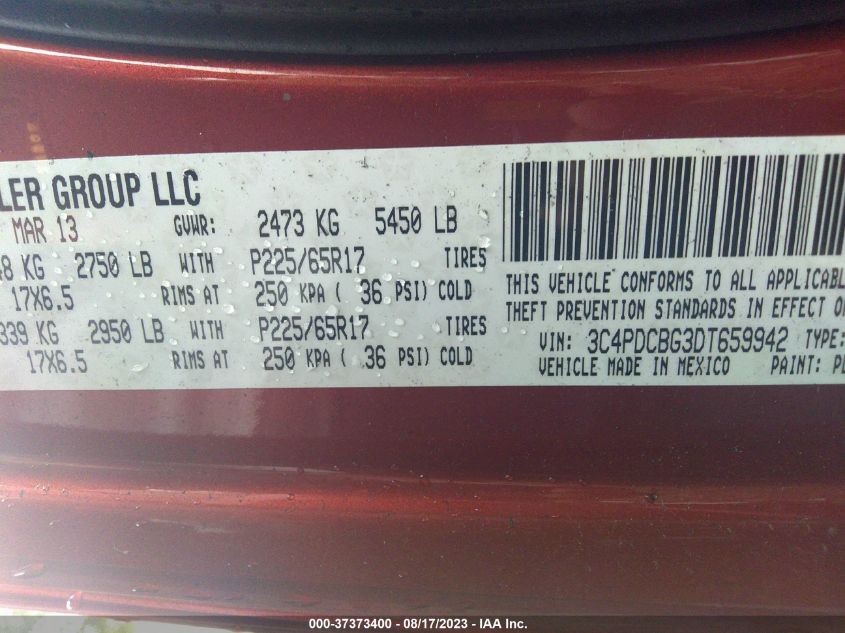 LER GROUP LLC
MAR 13 GVWR: 2473 KG 5450 LB
48 KG 2750 LB WITH P225/65R17 TIRES
17X6.5 RIMS AT 250 KPA ( 36 PSI) COLD
339 KG 2950 LB WITH P225/65R17 TIRES
17X6.5 RIMS AT 250 KPA ( 36 PSI) COLD
THIS VEHICLE CONFORMS TO ALL APPLICABL
THEFT PREVENTION STANDARDS IN EFFECT O
VIN: 3C4PDCBG3DT659942 TYPE:
VEHICLE MADE IN MEXICO PAINT: P
000-37373400 - 08/17/2023 - IAA Inc.